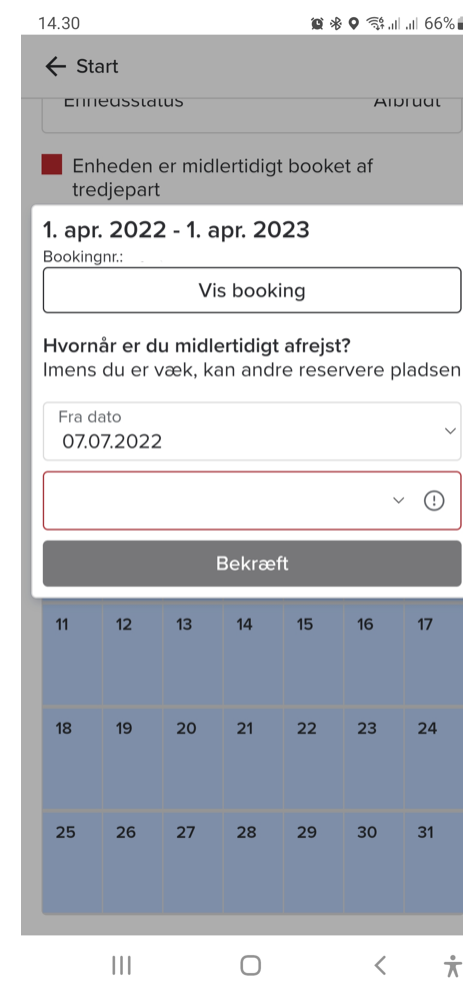 14.30 66%
Start
Enhedsstatus Afbrudt
Enheden er midlertidigt booket af
tredjepart
1. apr. 2022 - 1. apr. 2023
Bookingnr.:
Vis booking
Hvornår er du midlertidigt afrejst?
Imens du er væk, kan andre reservere pladsen
Fra dato
07.07.2022
Bekræft
11 12 13 14 15 16 17
18 19 20 21 22 23 24
25 26 27 28 29 30 31